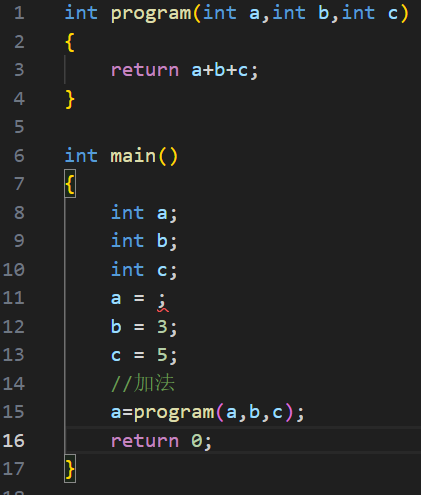 1 int program(int a,int b,int c)
2 {
3 return a+b+c;
4 }
5
6 int main()
7 {
8 int a;
9 int b;
10 int c;
11 a = ;
12 b = 3;
13 c = 5;
14 //加法
15 a=program(a,b,c);
16 return 0;
17 }